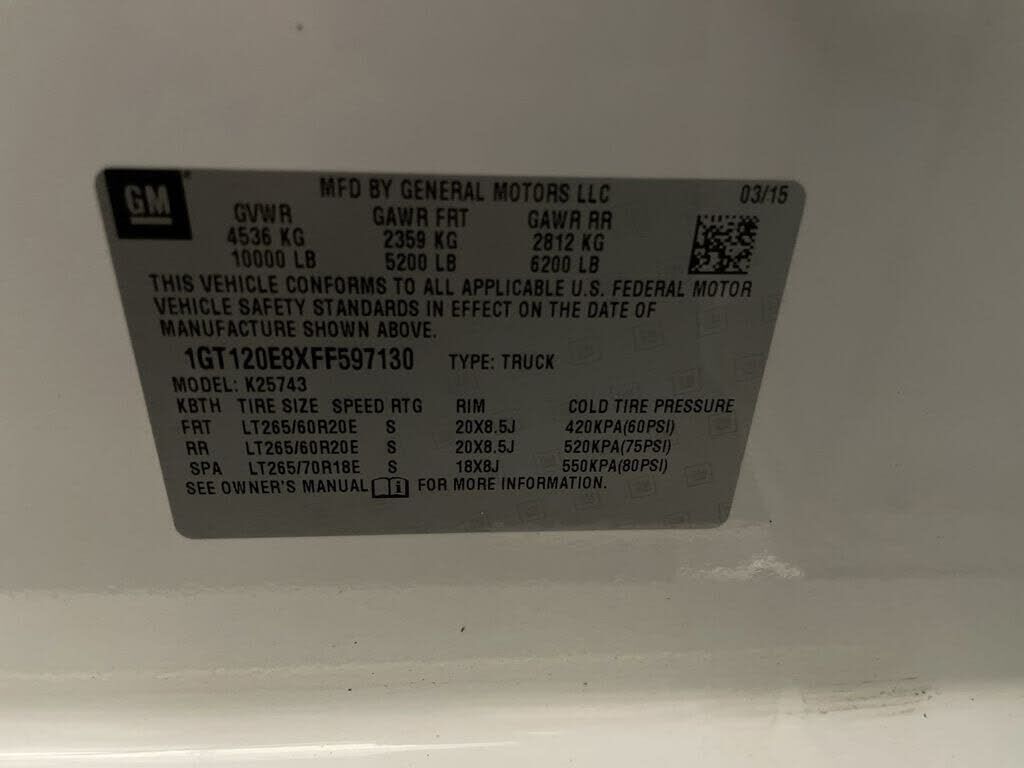 GM
MFD BY GENERAL MOTORS LLC 03/15
GVWR GAWR FRT GAWR RR
4536 KG 2359 KG 2812 KG
10000 LB 5200 LB 6200 LB
THIS VEHICLE CONFORMS TO ALL APPLICABLE U.S. FEDERAL MOTOR
VEHICLE SAFETY STANDARDS IN EFFECT ON THE DATE OF
MANUFACTURE SHOWN ABOVE.
1GT120E8XFF597130 TYPE: TRUCK
MODEL: K25743
KBTH TIRE SIZE SPEED RTG RIM COLD TIRE PRESSURE
FRT LT265/60R20E S 20X8.5J 420KPA(60PSI)
RR LT265/60R20E S 20X8.5J 520KPA(75PSI)
SPA LT265/70R18E S 18X8J 550KPA(80PSI)
SEE OWNER'S MANUAL i FOR MORE INFORMATION.